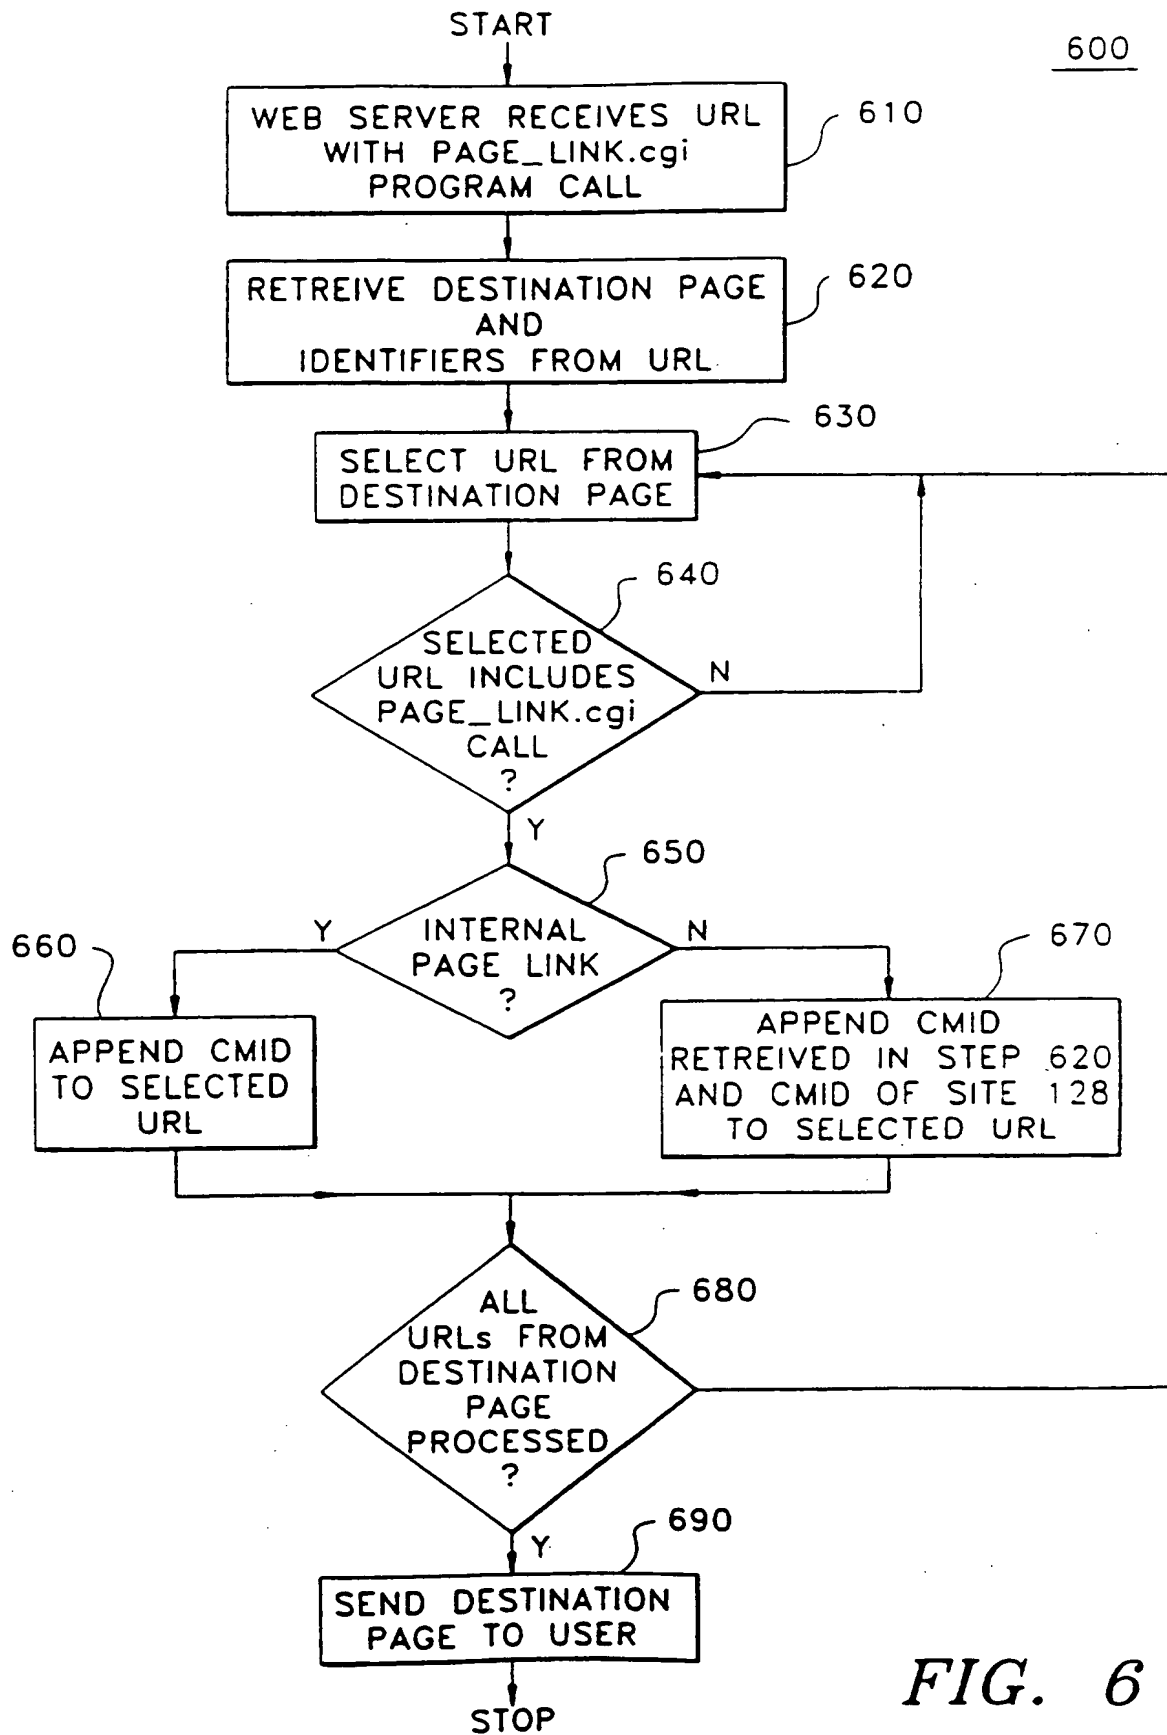 START
600
WEB SERVER RECEIVES URL
WITH PAGE_LINK.cgi
PROGRAM CALL
610
RETREIVE DESTINATION PAGE
AND
IDENTIFIERS FROM URL
620
630
SELECT URL FROM
DESTINATION PAGE
640
SELECTED
URL INCLUDES
PAGE_LINK.cgi
CALL
?
N
Y
650
INTERNAL
PAGE LINK
?
Y
N
660
670
APPEND CMID
TO SELECTED
URL
APPEND CMID
RETREIVED IN STEP 620
AND CMID OF SITE 128
TO SELECTED URL
680
ALL
URLs FROM
DESTINATION
PAGE
PROCESSED
?
Y
690
SEND DESTINATION
PAGE TO USER
STOP
FIG. 6